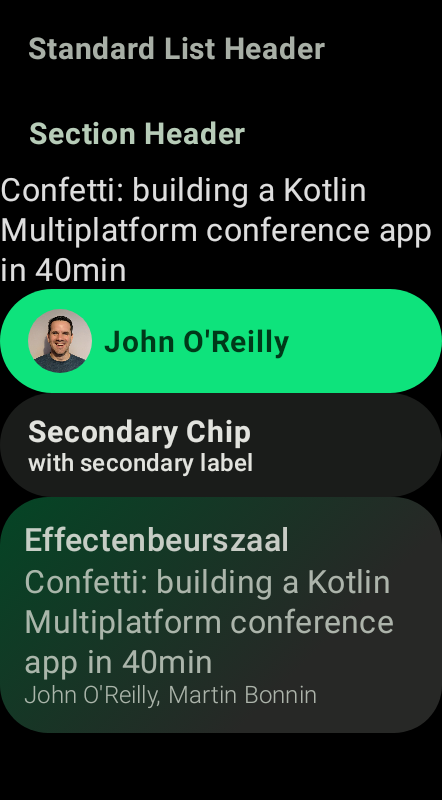 Standard List Header
Section Header
Confetti: building a Kotlin
Multiplatform conference app
in 40min
John O'Reilly
Secondary Chip
with secondary label
Effectenbeurszaal
Confetti: building a Kotlin
Multiplatform conference
app in 40min
John O'Reilly, Martin Bonnin